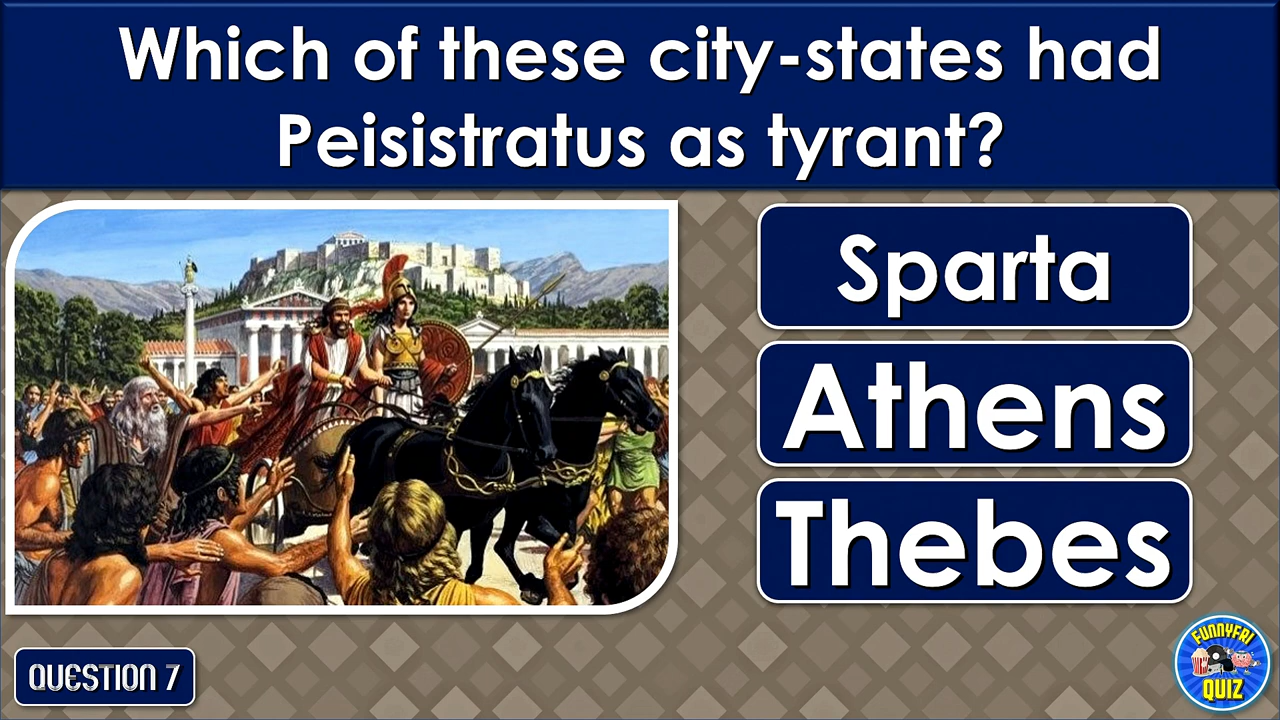 Which of these city-states had
Peisistratus as tyrant?
Sparta
Athens
Thebes
QUESTION 7
FUNNYFRI
QUIZ